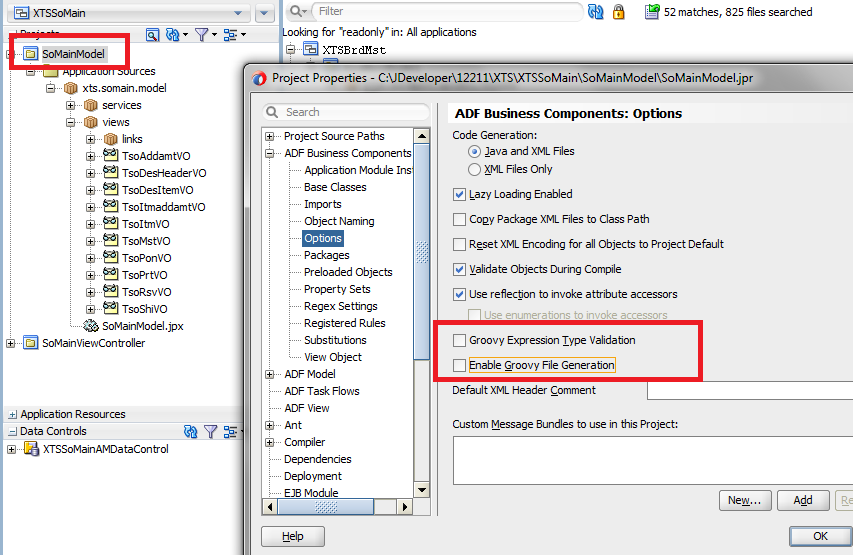 XTSSoMain
Projects
SoMainModel
Application Sources
xts.somain.model
services
views
links
TsoAddamtVO
TsoDesHeaderVO
TsoDesItemVO
TsoItmaddamtVO
TsoItmVO
TsoMstVO
TsoPonVO
TsoPrtVO
TsoRsvVO
TsoShiVO
SoMainModel.jpx
SoMainViewController
Application Resources
Data Controls
XTSSoMainAMDataControl
Filter
52 matches, 825 files searched
Looking for "readonly" in: All applications
XTSBrdMst
Project Properties - C:\JDeveloper\12211\XTS\XTSSoMain\SoMainModel\SoMainModel.jpr
Search
Project Source Paths
ADF Business Components
Application Module Inst
Base Classes
Imports
Object Naming
Options
Packages
Preloaded Objects
Property Sets
Regex Settings
Registered Rules
Substitutions
View Object
ADF Model
ADF Task Flows
ADF View
Ant
Compiler
Dependencies
Deployment
EJB Module
ADF Business Components: Options
Code Generation:
Java and XML Files
XML Files Only
Lazy Loading Enabled
Copy Package XML Files to Class Path
Reset XML Encoding for all Objects to Project Default
Validate Objects During Compile
Use reflection to invoke attribute accessors
Use enumerations to invoke accessors
Groovy Expression Type Validation
Enable Groovy File Generation
Default XML Header Comment
Custom Message Bundles to use in this Project:
New... Add Re
Help OK